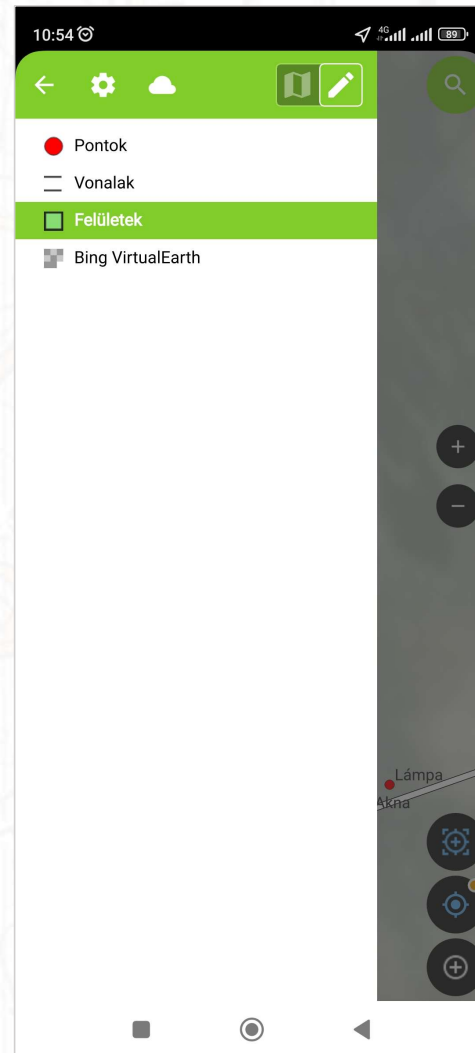 10:54
4G
89
Pontok
Vonalak
Felületek
Bing VirtualEarth
Lámpa
Akna